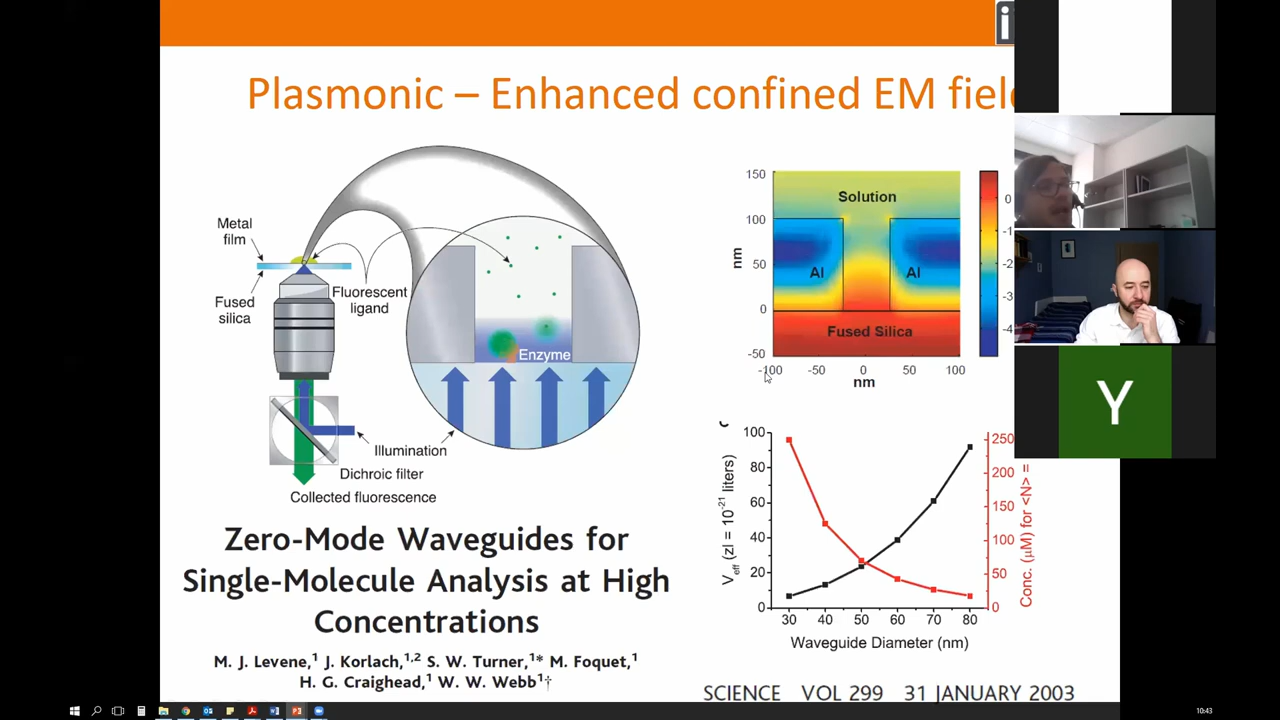 Plasmonic – Enhanced confined EM fiel
Metal
film
Fused
silica
Fluorescent
ligand
Enzyme
Illumination
Dichroic filter
Collected fluorescence
150
100
50
0
-50
nm
Solution
Al
Al
Fused Silica
-100
-50
0
50
100
nm
0
-1
-2
-3
-4
100
80
60
40
20
0
V eff (zl = 10⁻²¹ liters)
30
40
50
60
70
80
Waveguide Diameter (nm)
250
200
150
100
50
0
Conc. (μM) for <N> =
Zero-Mode Waveguides for
Single-Molecule Analysis at High
Concentrations
M. J. Levene,¹ J. Korlach,¹,² S. W. Turner,¹* M. Foquet,¹
H. G. Craighead,¹ W. W. Webb¹†
SCIENCE VOL 299 31 JANUARY 2003
Y
10:43